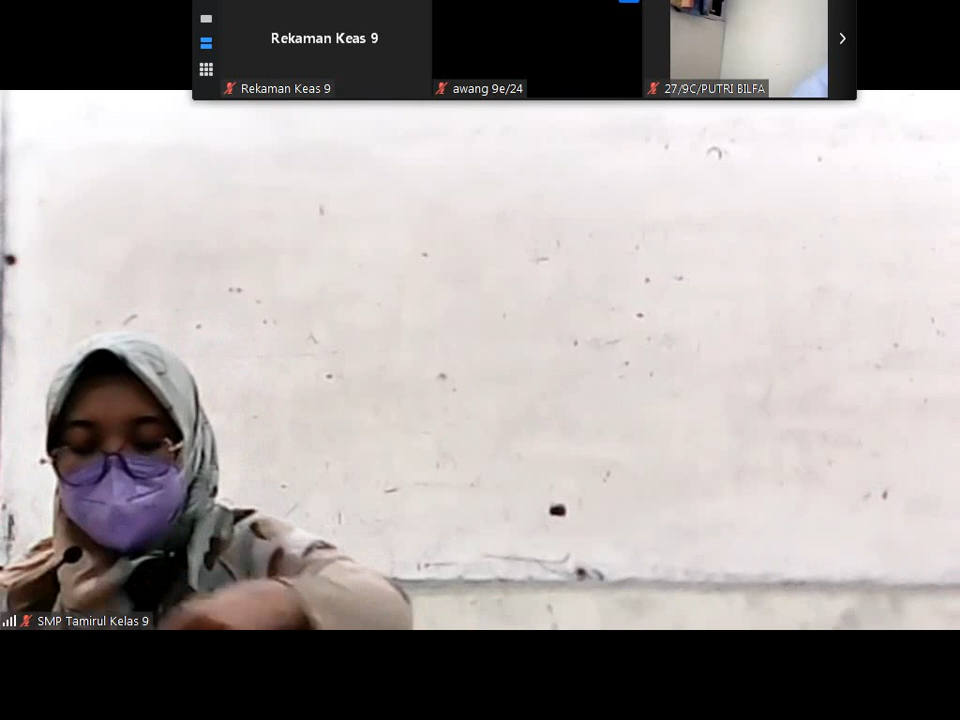 Rekaman Keas 9
Rekaman Keas 9
awang 9e/24
27/9C/PUTRI BILFA
SMP Tamirul Kelas 9